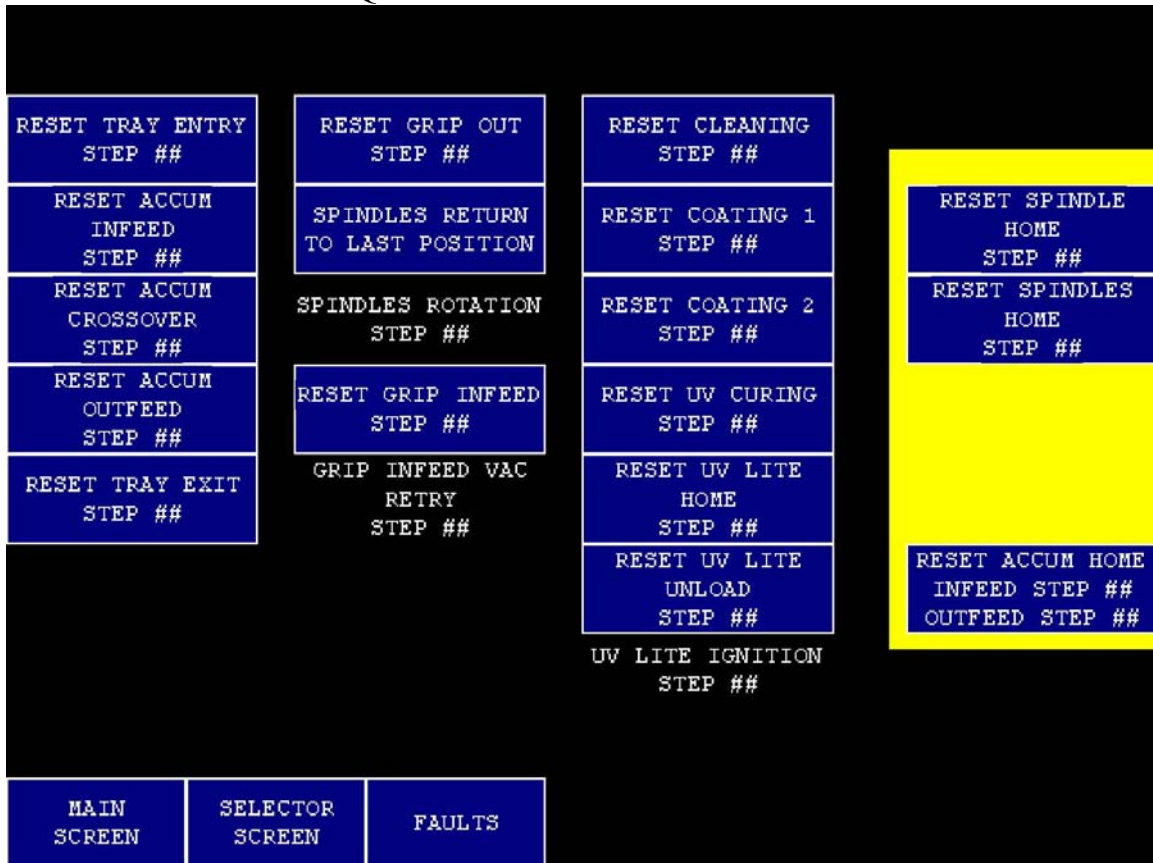 RESET TRAY ENTRY
STEP ##
RESET ACCUM
INFEED
STEP ##
RESET ACCUM
CROSSOVER
STEP ##
RESET ACCUM
OUTFEED
STEP ##
RESET TRAY EXIT
STEP ##
RESET GRIP OUT
STEP ##
SPINDLES RETURN
TO LAST POSITION
SPINDLES ROTATION
STEP ##
RESET GRIP INFEED
STEP ##
GRIP INFEED VAC
RETRY
STEP ##
RESET CLEANING
STEP ##
RESET COATING 1
STEP ##
RESET COATING 2
STEP ##
RESET UV CURING
STEP ##
RESET UV LITE
HOME
STEP ##
RESET UV LITE
UNLOAD
STEP ##
UV LITE IGNITION
STEP ##
RESET SPINDLE
HOME
STEP ##
RESET SPINDLES
HOME
STEP ##
RESET ACCUM HOME
INFEED STEP ##
OUTFEED STEP ##
MAIN
SCREEN
SELECTOR
SCREEN
FAULTS